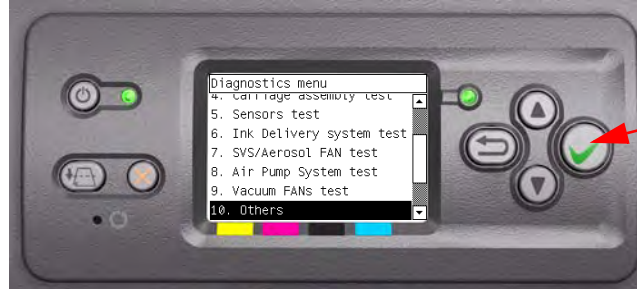 Diagnostics menu
4. Carriage assembly test
5. Sensors test
6. Ink Delivery system test
7. SVS/Aerosol FAN test
8. Air Pump System test
9. Vacuum FANs test
10. Others